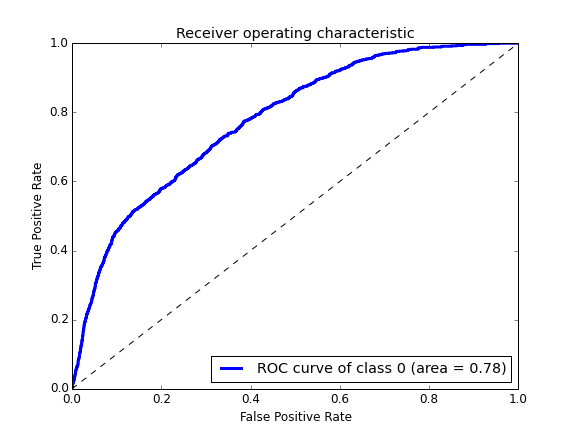 Receiver operating characteristic
1.0
0.8
0.6
0.4
0.2
0.0
True Positive Rate
ROC curve of class 0 (area = 0.78)
0.0 0.2 0.4 0.6 0.8 1.0
False Positive Rate